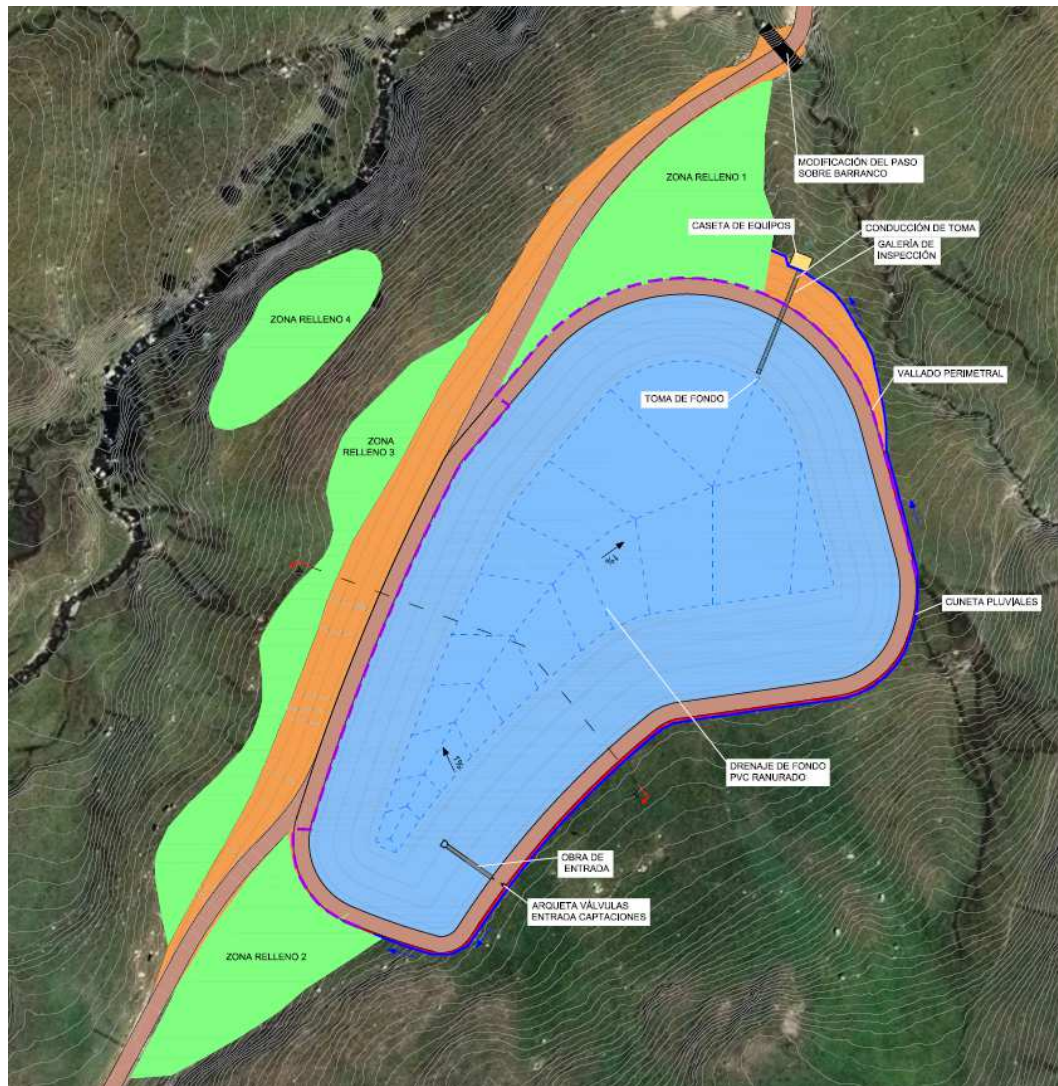 MODIFICACIÓN DEL PASO
SOBRE BARRANCO
ZONA RELLENO 1
CASETA DE EQUIPOS
CONDUCCIÓN DE TOMA
GALERÍA DE
INSPECCIÓN
ZONA RELLENO 4
VALLADO PERIMETRAL
TOMA DE FONDO
ZONA
RELLENO 3
1%
CUNETA PLUVIALES
1%
DRENAJE DE FONDO
PVC RANURADO
OBRA DE
ENTRADA
ARQUETA VÁLVULAS
ENTRADA CAPTACIONES
ZONA RELLENO 2